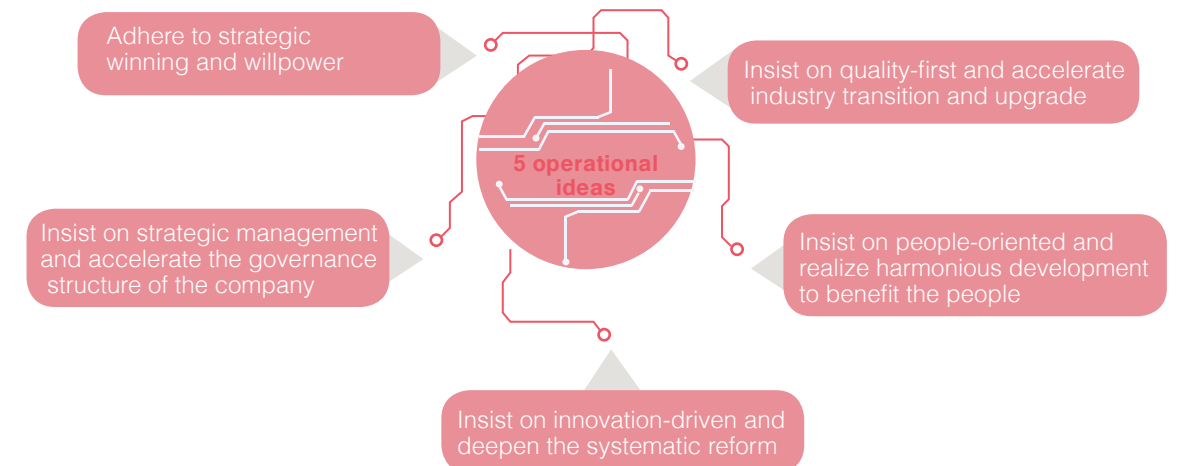 Adhere to strategic
winning and willpower
Insist on quality-first and accelerate
industry transition and upgrade
5 operational
ideas
Insist on strategic management
and accelerate the governance
structure of the company
Insist on people-oriented and
realize harmonious development
to benefit the people
Insist on innovation-driven and
deepen the systematic reform